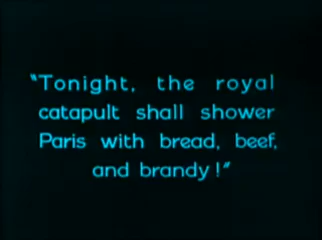 "Tonight, the royal
catapult shall shower
Paris with bread, beef,
and brandy!"